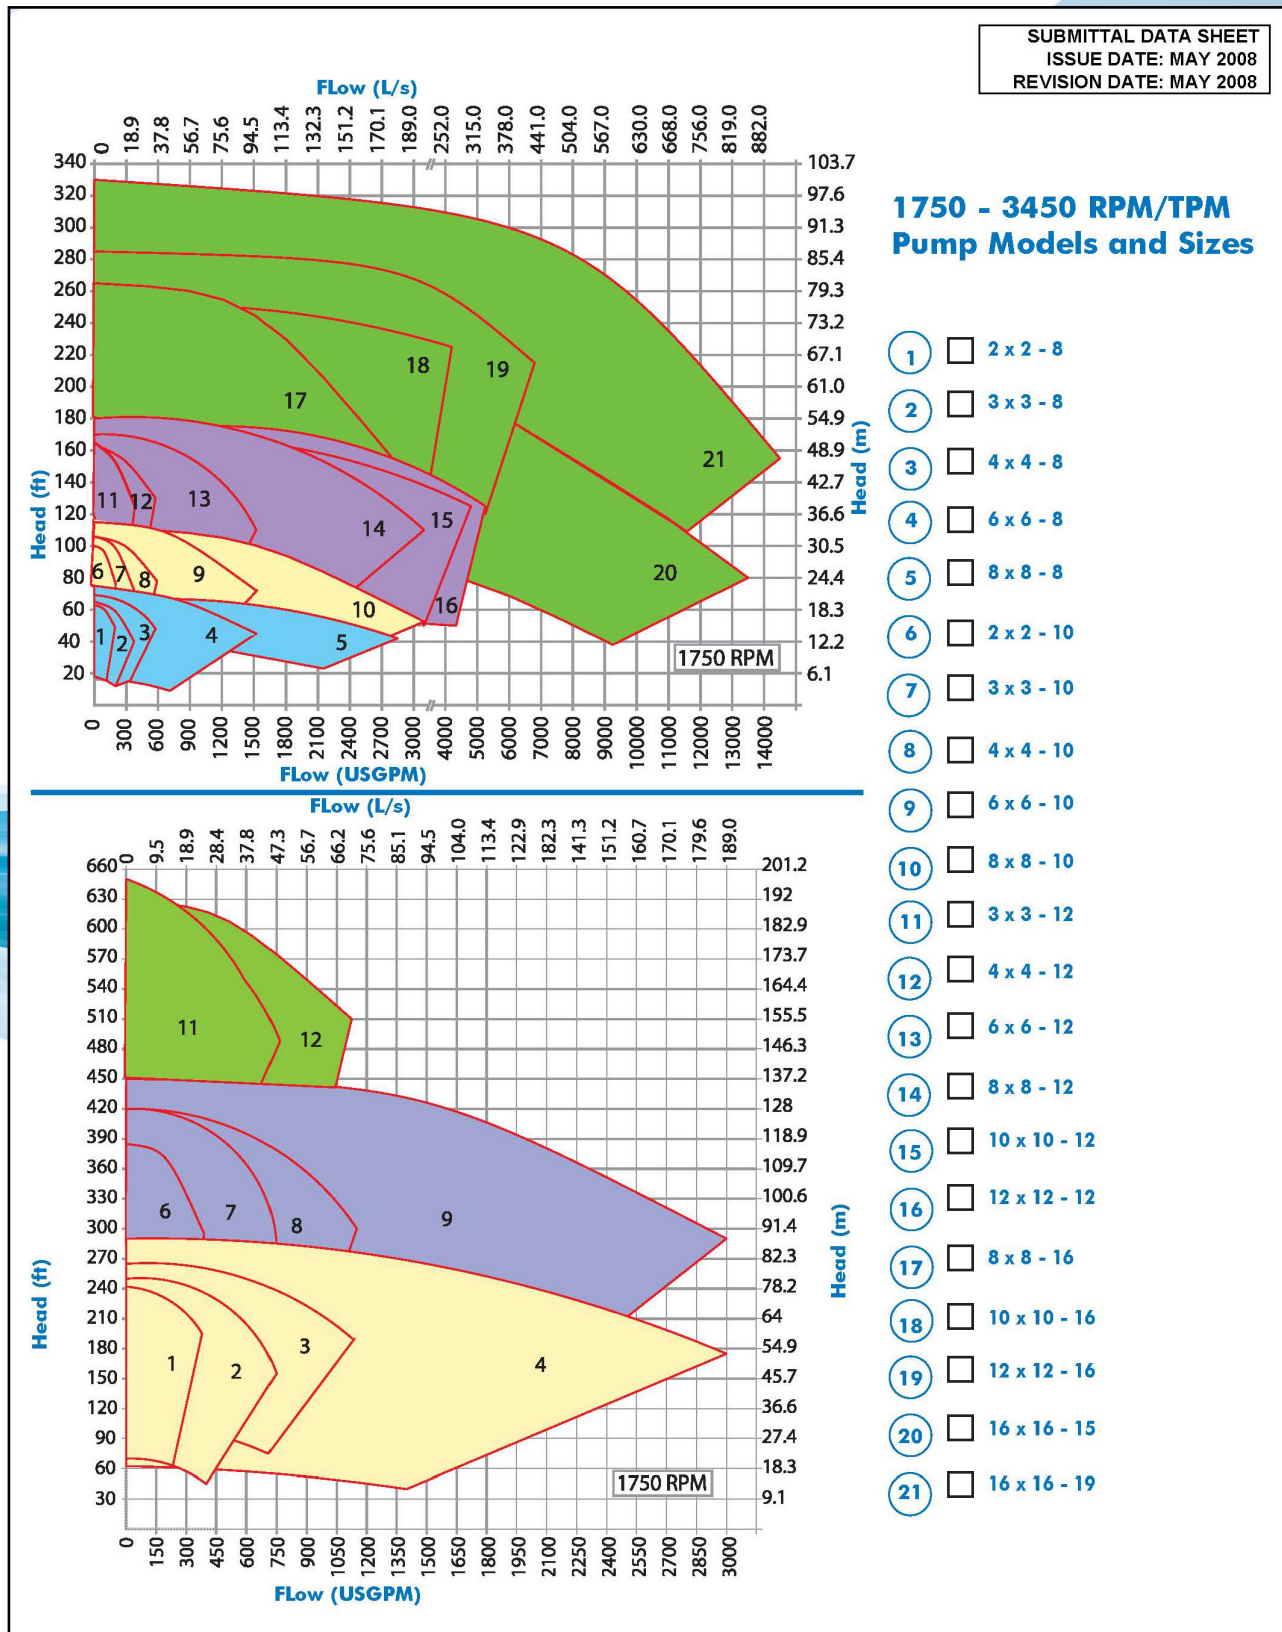 SUBMITTAL DATA SHEET
ISSUE DATE: MAY 2008
REVISION DATE: MAY 2008
FLow (L/s)
0 18.9 37.8 56.7 75.6 94.5 113.4 132.3 151.2 170.1 189.0 252.0 315.0 378.0 441.0 504.0 567.0 630.0 668.0 756.0 819.0 882.0
340 103.7
320 97.6
300 91.3
280 85.4
260 79.3
240 73.2
220 67.1
200 61.0
180 54.9
160 48.9
140 42.7
120 36.6
100 30.5
80 24.4
60 18.3
40 12.2
20 6.1
Head (ft)
Head (m)
18 19
17
21
11 12 13
14 15
6 7 8 9
20
10 16
1 2 3 4 5
1750 RPM
0 300 600 900 1200 1500 1800 2100 2400 2700 4000 5000 6000 7000 8000 9000 10000 11000 12000 13000 14000
FLow (USGPM)
FLow (L/s)
0 9.5 18.9 28.4 37.8 47.3 56.7 66.2 75.6 85.1 94.5 104.0 113.4 122.9 182.3 141.3 151.2 160.7 170.1 179.6 189.0
660 201.2
630 192
600 182.9
570 173.7
540 164.4
510 155.5
480 146.3
450 137.2
420 128
390 118.9
360 109.7
330 100.6
300 91.4
270 82.3
240 78.2
210 64
180 54.9
150 45.7
120 36.6
90 27.4
60 18.3
30 9.1
Head (ft)
Head (m)
11 12
6 7 8 9
1 2 3 4
1750 RPM
0 150 300 450 750 900 1050 1200 1350 1500 1650 1800 1950 2100 2250 2400 2550 2700 2850 3000
FLow (USGPM)
1750 - 3450 RPM/TPM
Pump Models and Sizes
1 2 x 2 - 8
2 3 x 3 - 8
3 4 x 4 - 8
4 6 x 6 - 8
5 8 x 8 - 8
6 2 x 2 - 10
7 3 x 3 - 10
8 4 x 4 - 10
9 6 x 6 - 10
10 8 x 8 - 10
11 3 x 3 - 12
12 4 x 4 - 12
13 6 x 6 - 12
14 8 x 8 - 12
15 10 x 10 - 12
16 12 x 12 - 12
17 8 x 8 - 16
18 10 x 10 - 16
19 12 x 12 - 16
20 16 x 16 - 15
21 16 x 16 - 19